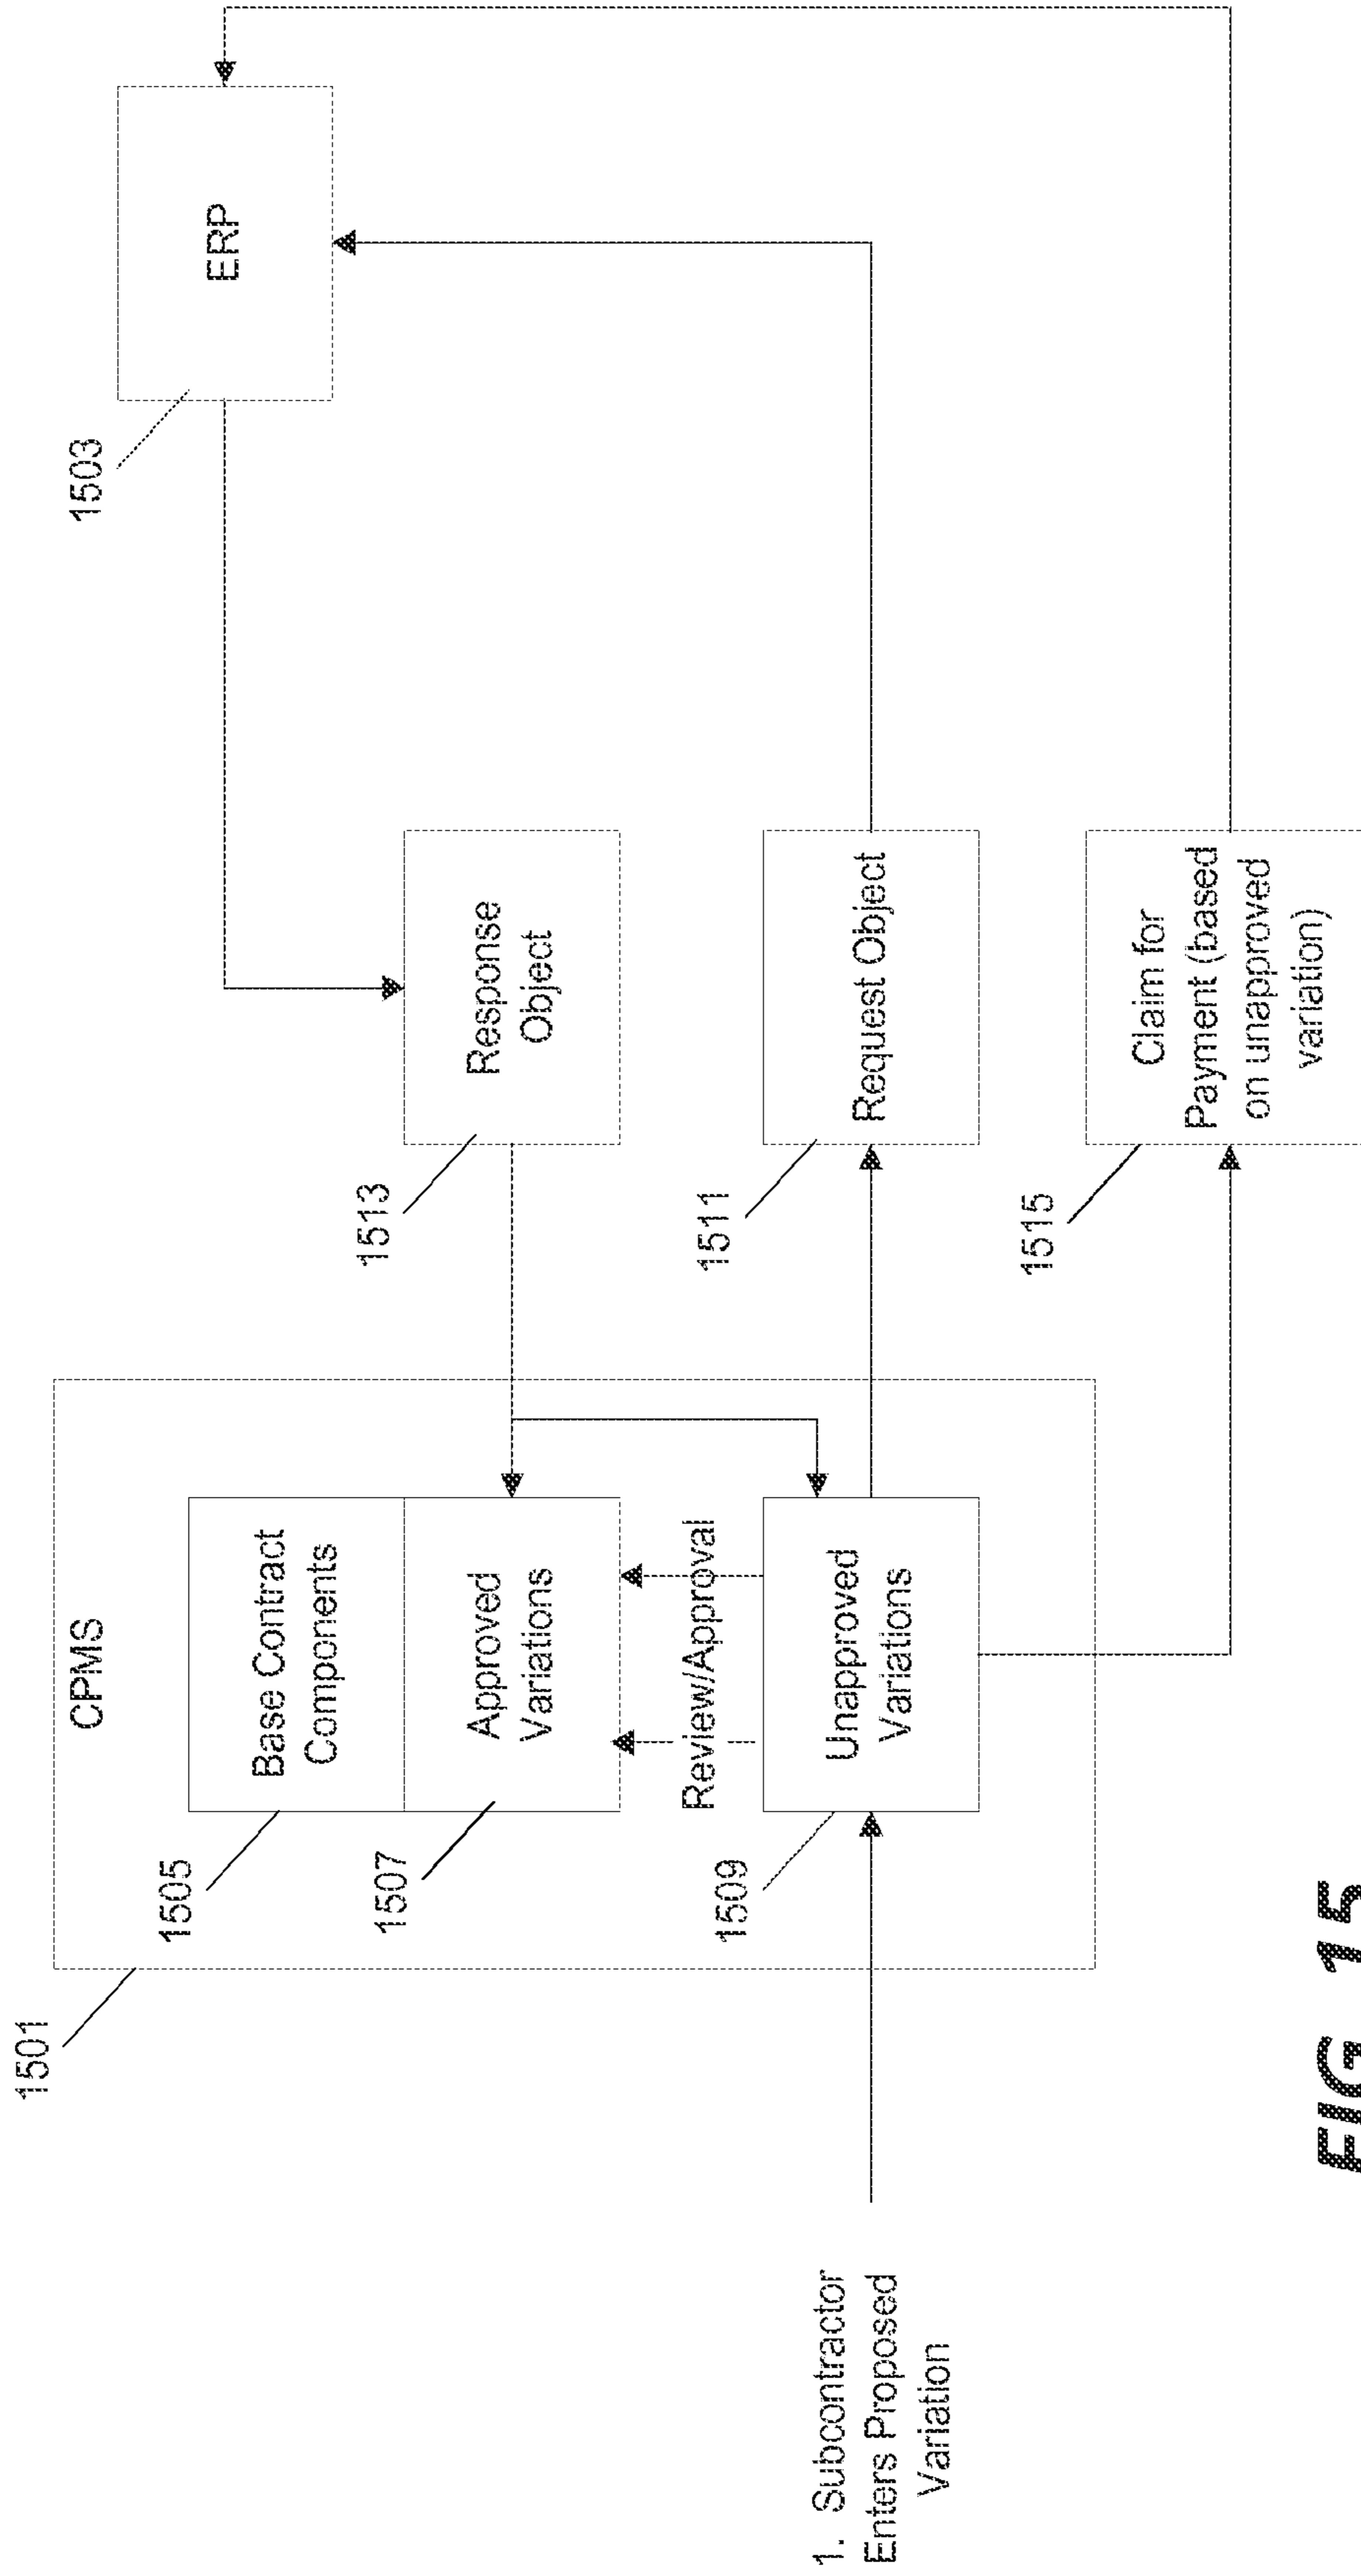 1501
CPMS
1505
Base Contract
Components
1507
Approved
Variations
Review/Approval
1509
Unapproved
Variations
1. Subcontractor
Enters Proposed
Variation
1513
Response
Object
1511
Request Object
1515
Claim for
Payment (based
on unapproved
variation)
1503
ERP
FIG 15